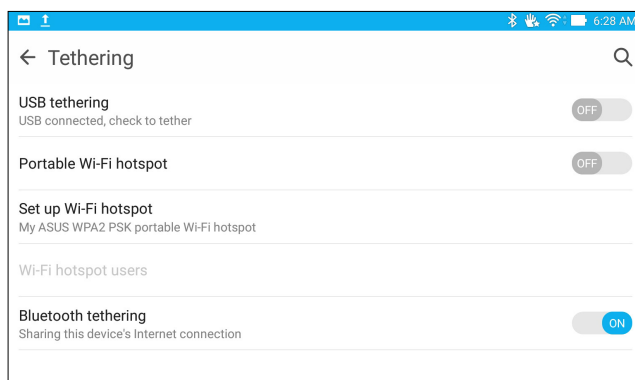 6:28 AM
Tethering
USB tethering
OFF
USB connected, check to tether
Portable Wi-Fi hotspot
OFF
Set up Wi-Fi hotspot
My ASUS WPA2 PSK portable Wi-Fi hotspot
Wi-Fi hotspot users
Bluetooth tethering
ON
Sharing this device's Internet connection